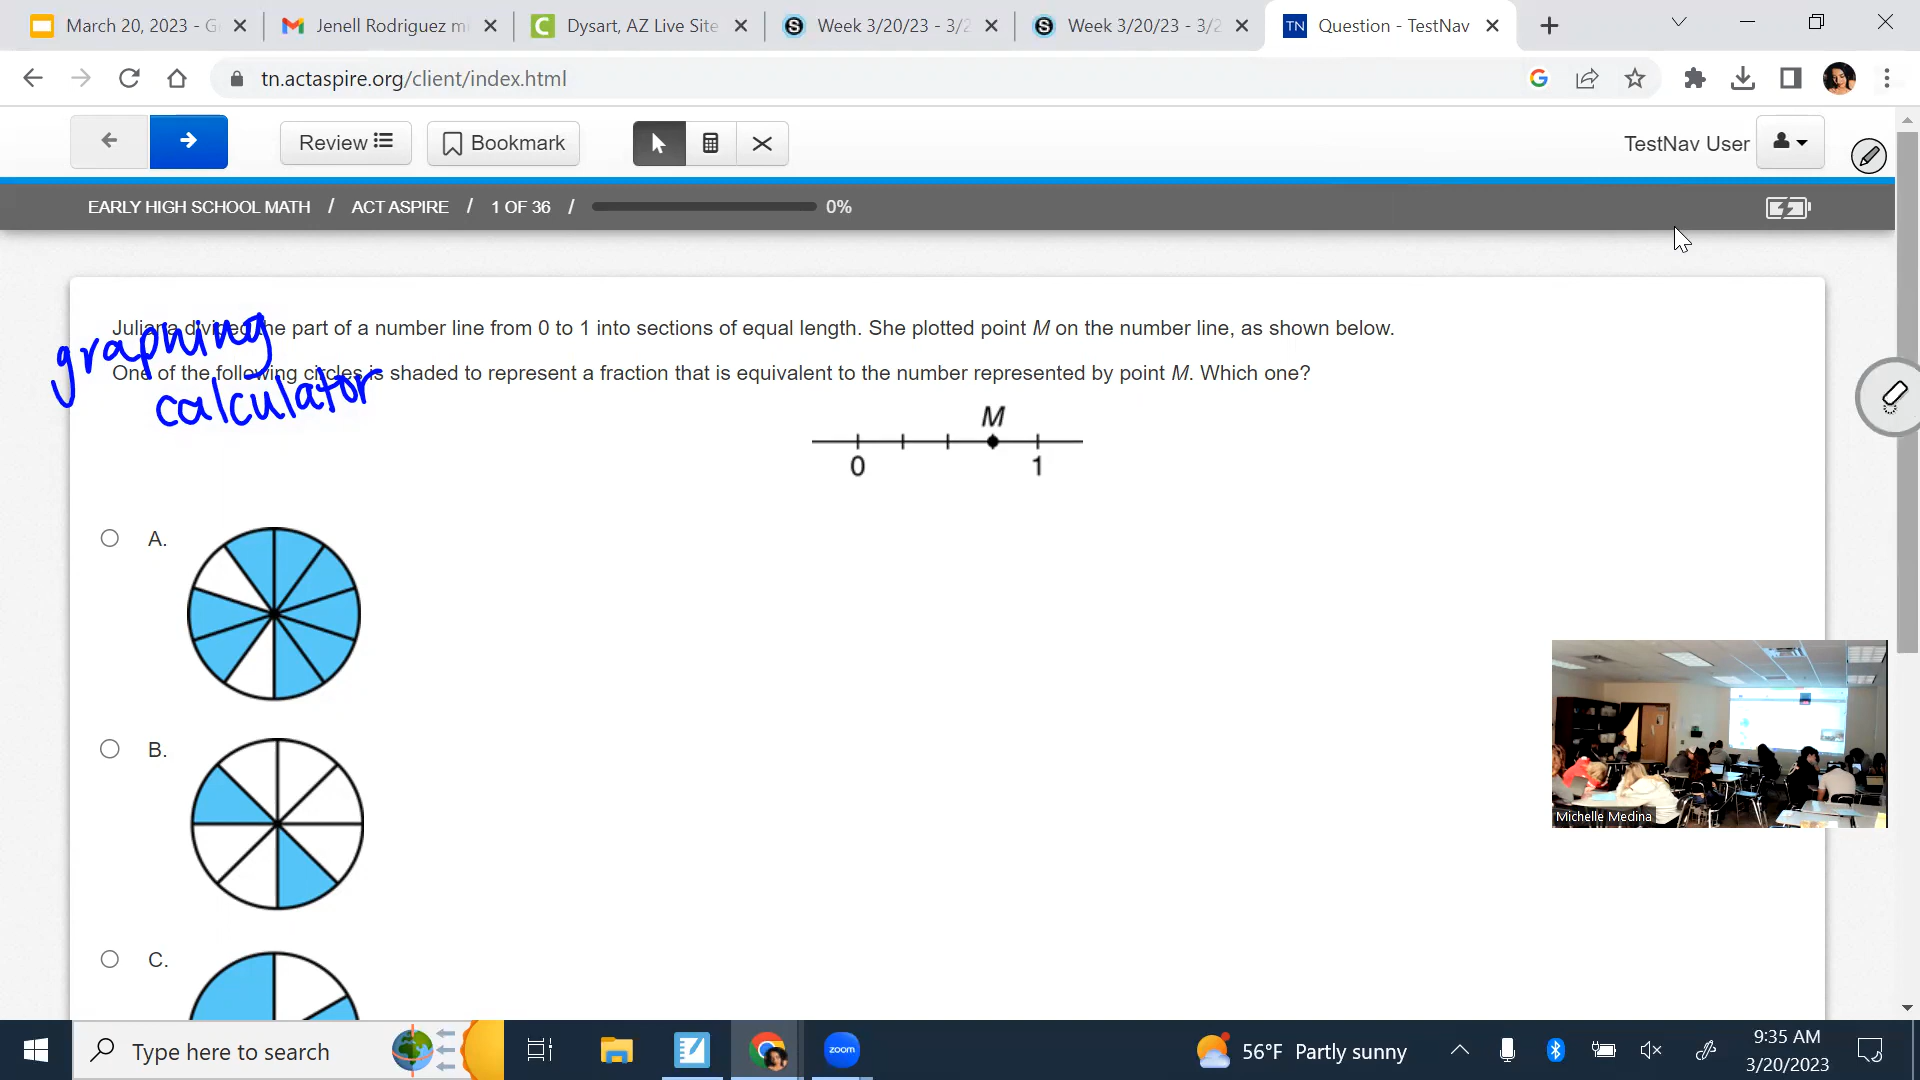 March 20, 2023 - G
Jenell Rodriguez mi
Dysart, AZ Live Site
Week 3/20/23 - 3/2
Week 3/20/23 - 3/2
TN
Question - TestNav
tn.actaspire.org/client/index.html
Review
Bookmark
TestNav User
EARLY HIGH SCHOOL MATH / ACT ASPIRE / 1 OF 36 / 0%
Juliana divided the part of a number line from 0 to 1 into sections of equal length. She plotted point M on the number line, as shown below.
graphing
One of the following circles is shaded to represent a fraction that is equivalent to the number represented by point M. Which one?
calculator
M
0 1
A.
B.
C.
Michelle Medina
Type here to search
zoom
56°F Partly sunny
9:35 AM
3/20/2023